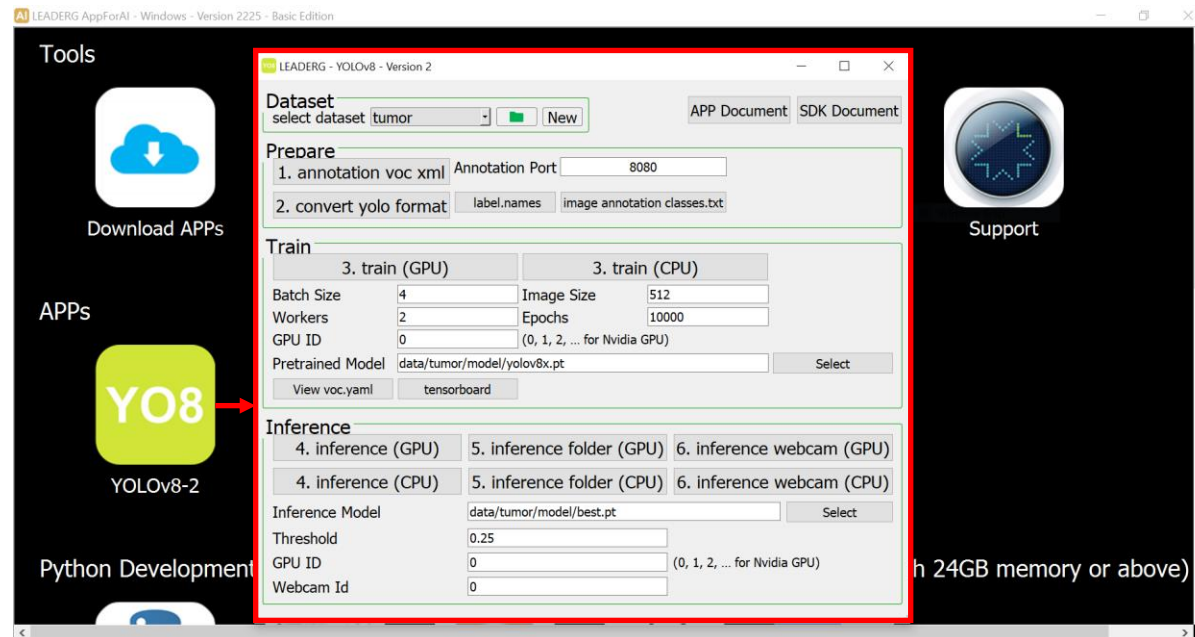 AI LEADERG AppForAI - Windows - Version 2225 - Basic Edition
Tools
Download APPs
Support
APPs
YO8
YOLOv8-2
Python Development
h 24GB memory or above)
YO8 LEADERG - YOLOv8 - Version 2
Dataset
select dataset tumor New
APP Document SDK Document
Prepare
1. annotation voc xml Annotation Port 8080
2. convert yolo format label.names image annotation classes.txt
Train
3. train (GPU) 3. train (CPU)
Batch Size 4 Image Size 512
Workers 2 Epochs 10000
GPU ID 0 (0, 1, 2, ... for Nvidia GPU)
Pretrained Model data/tumor/model/yolov8x.pt Select
View voc.yaml tensorboard
Inference
4. inference (GPU) 5. inference folder (GPU) 6. inference webcam (GPU)
4. inference (CPU) 5. inference folder (CPU) 6. inference webcam (CPU)
Inference Model data/tumor/model/best.pt Select
Threshold 0.25
GPU ID 0 (0, 1, 2, ... for Nvidia GPU)
Webcam Id 0